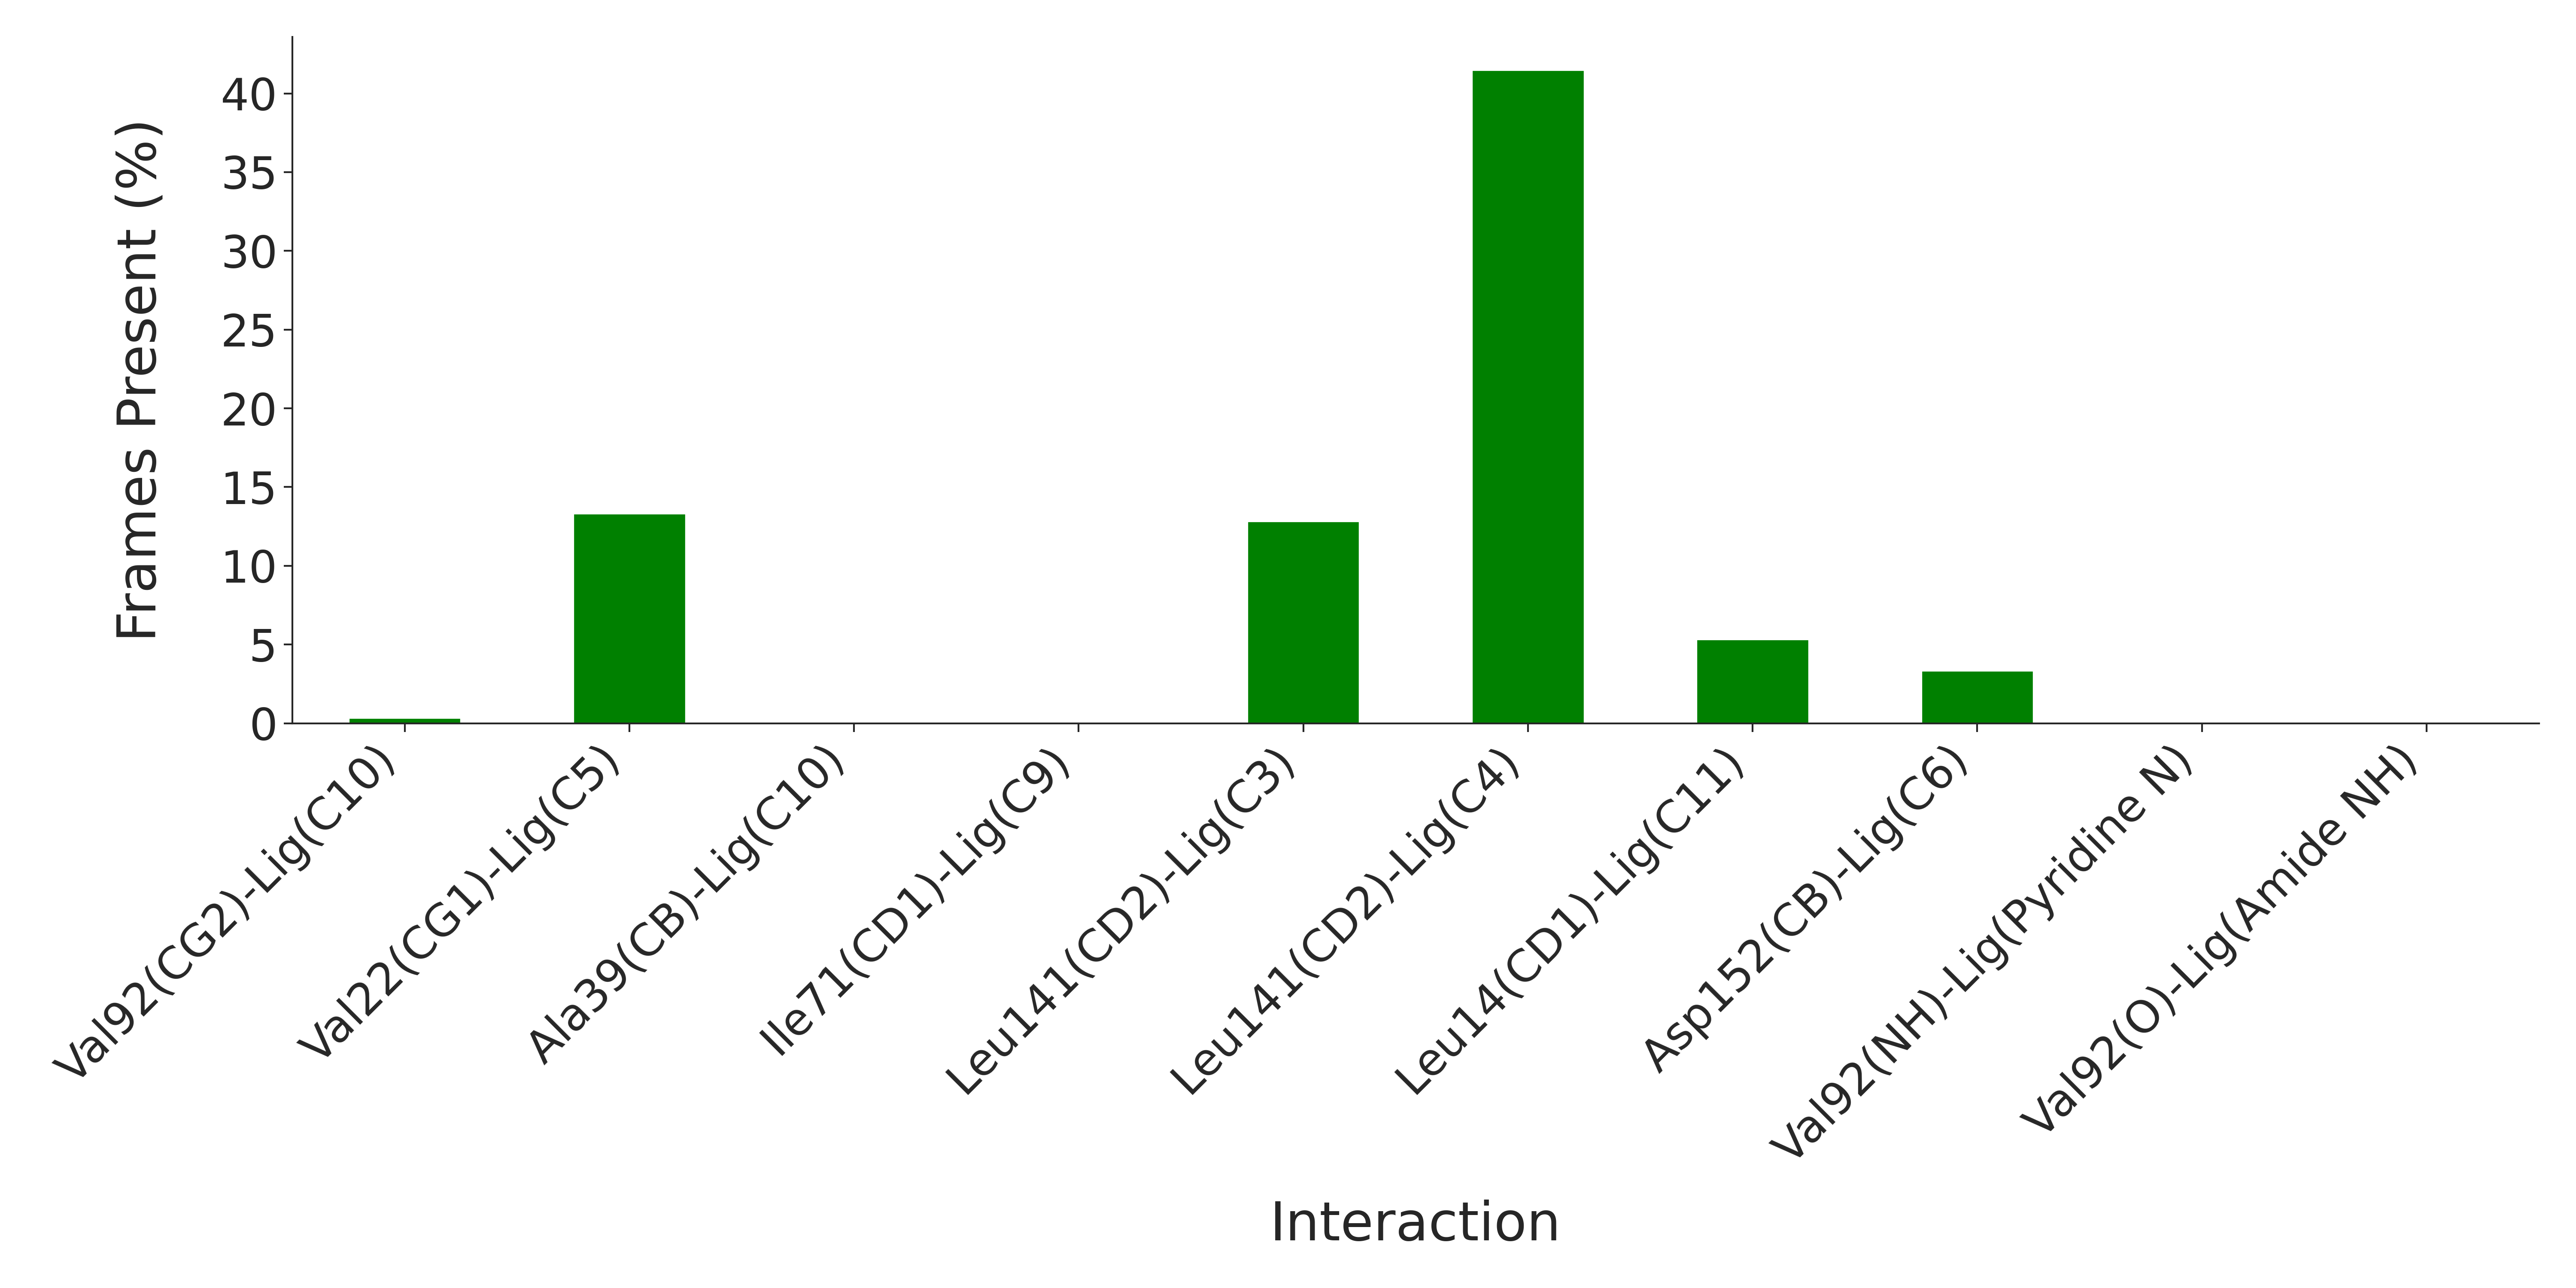 Frames Present (%)
40
35
30
25
20
15
10
5
0
Val92(CG2)-Lig(C10)
Val22(CG1)-Lig(C5)
Ala39(CB)-Lig(C10)
Ile71(CD1)-Lig(C9)
Leu141(CD2)-Lig(C3)
Leu141(CD2)-Lig(C4)
Leu14(CD1)-Lig(C11)
Asp152(CB)-Lig(C6)
Val92(NH)-Lig(Pyridine N)
Val92(O)-Lig(Amide NH)
Interaction